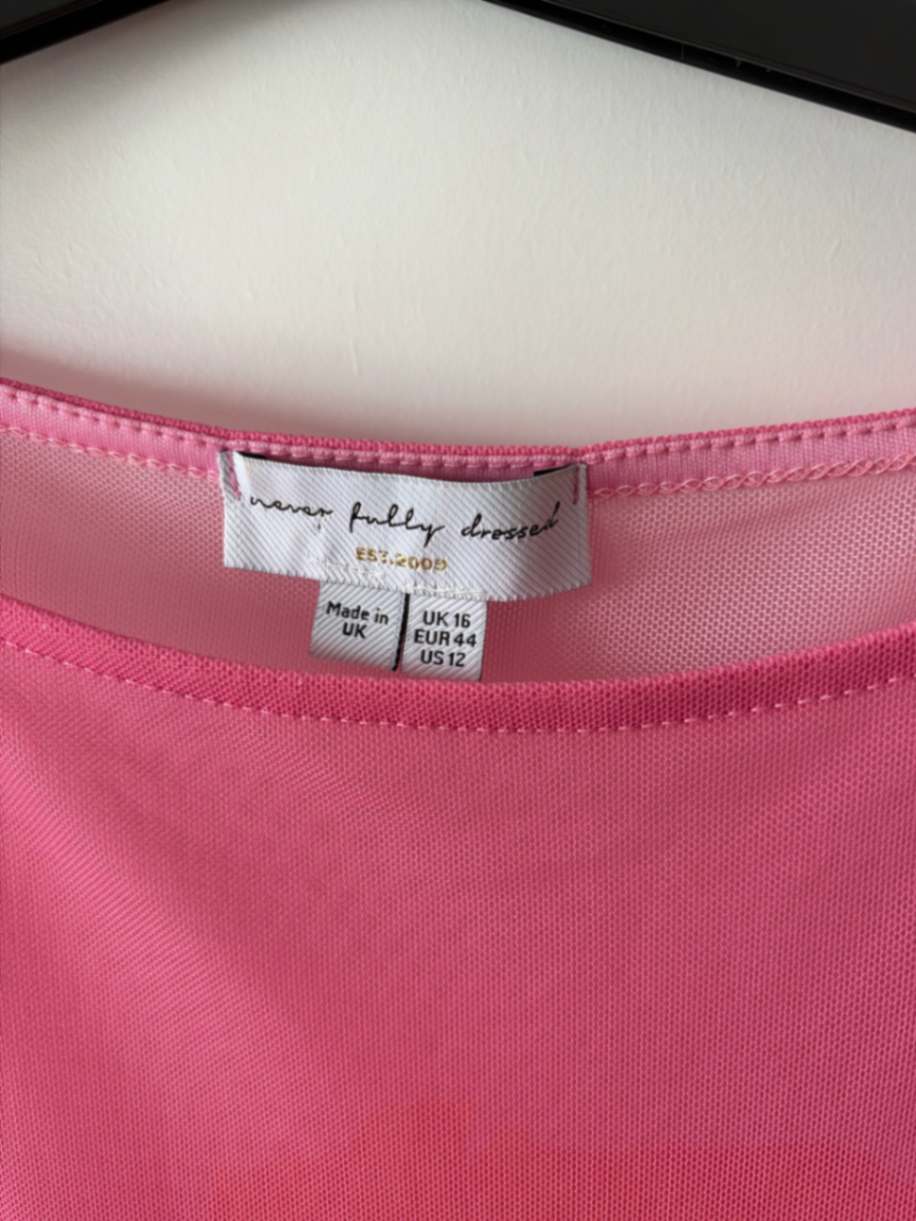 never fully dressed
EST.2009
Made in
UK
UK 16
EUR 44
US 12